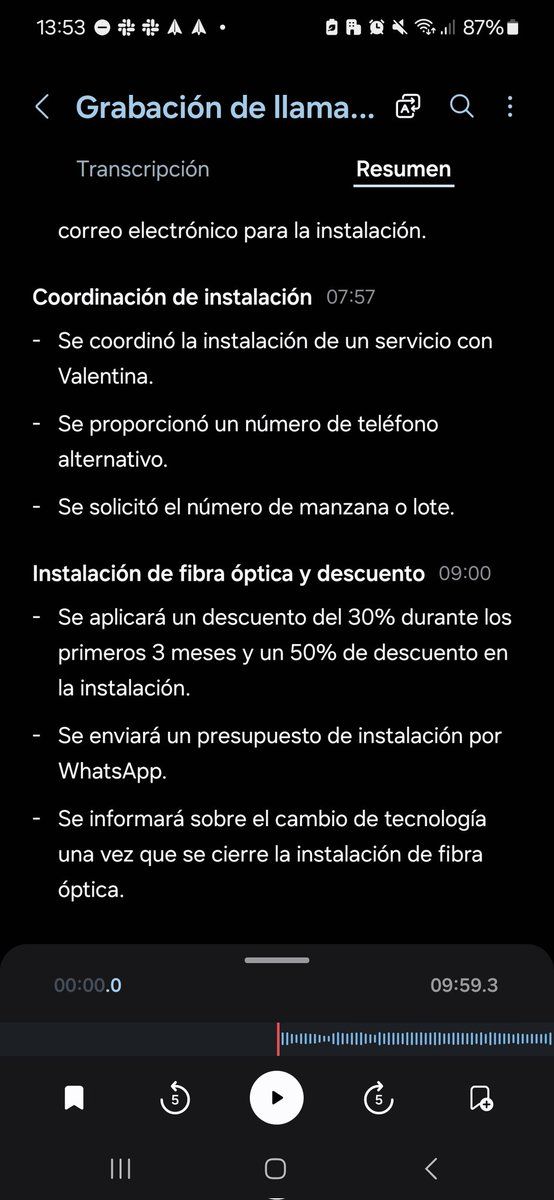 13:53
87%
Grabación de llama...
Transcripción
Resumen
correo electrónico para la instalación.
Coordinación de instalación 07:57
- Se coordinó la instalación de un servicio con
Valentina.
- Se proporcionó un número de teléfono
alternativo.
- Se solicitó el número de manzana o lote.
Instalación de fibra óptica y descuento 09:00
- Se aplicará un descuento del 30% durante los
primeros 3 meses y un 50% de descuento en
la instalación.
- Se enviará un presupuesto de instalación por
WhatsApp.
- Se informará sobre el cambio de tecnología
una vez que se cierre la instalación de fibra
óptica.
00:00.0
09:59.3
5
5